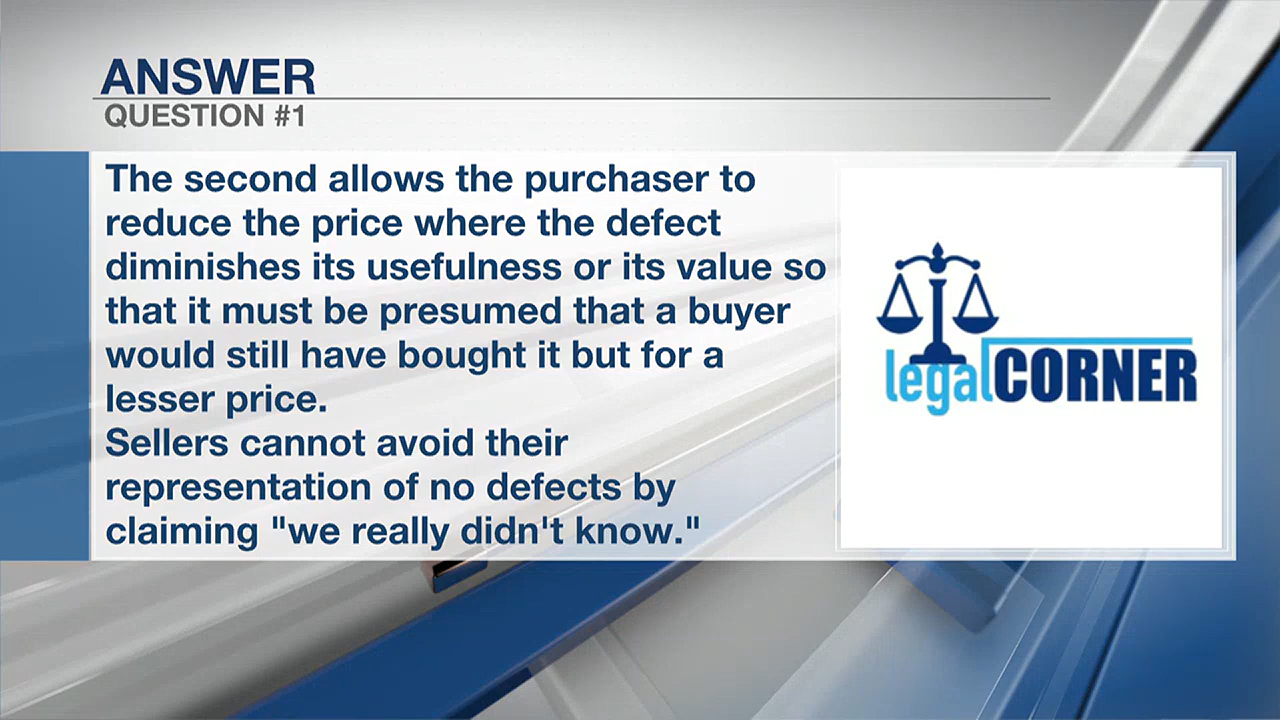 ANSWER
QUESTION #1
The second allows the purchaser to
reduce the price where the defect
diminishes its usefulness or its value so
that it must be presumed that a buyer
would still have bought it but for a
lesser price.
Sellers cannot avoid their
representation of no defects by
claiming "we really didn't know."
legalCORNER